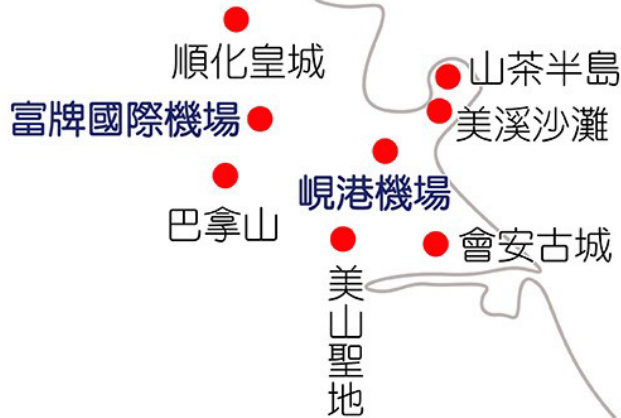 順化皇城
山茶半島
富牌國際機場
美溪沙灘
峴港機場
巴拿山
會安古城
美山聖地